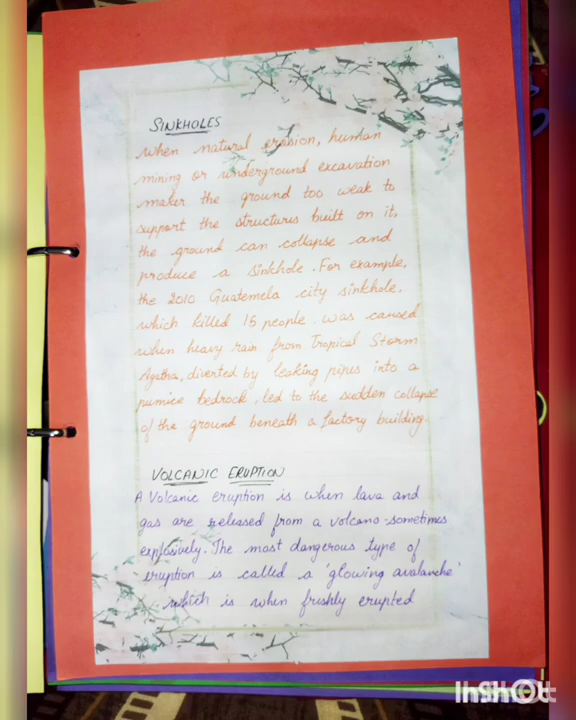 SINKHOLES
When natural erosion, human
mining or underground excavation
makes the ground too weak to
support the structures built on it,
the ground can collapse and
produce a sinkhole. For example,
the 2010 Guatemela city sinkhole,
which killed 15 people. was caused
when heavy rain from Tropical Storm
Agatha, diverted by leaking pipes into a
pumice bedrock, led to the sudden collapse
of the ground beneath a factory building.
VOLCANIC ERUPTION
A Volcanic eruption is when lava and
gas are released from a volcano sometimes
explosively. The most dangerous type of
eruption is called a 'glowing avalanche'
which is when freshly erupted
InShOt